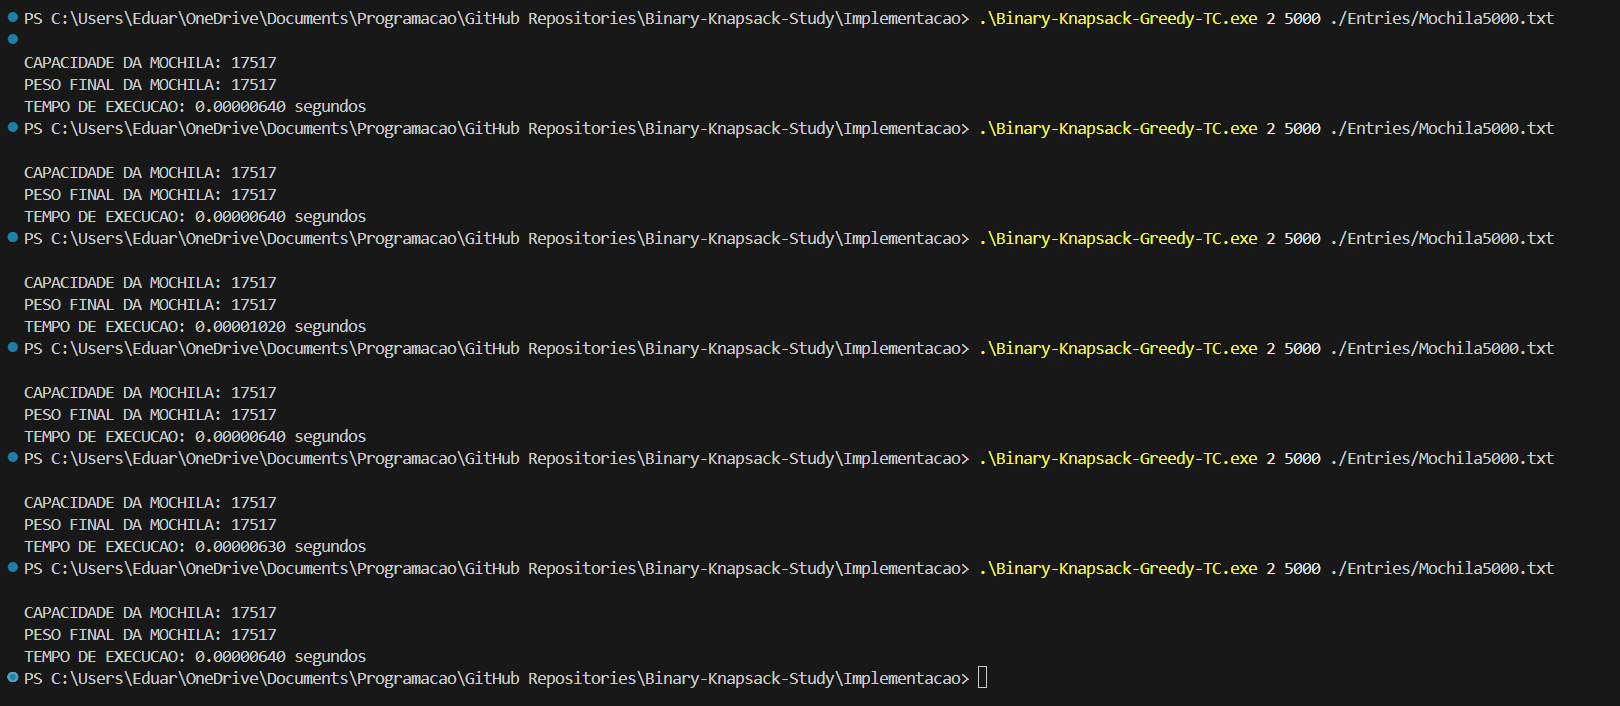 PS C:\Users\Eduar\OneDrive\Documents\Programacao\GitHub Repositories\Binary-Knapsack-Study\Implementacao> .\Binary-Knapsack-Greedy-TC.exe 2 5000 ./Entries/Mochila5000.txt
CAPACIDADE DA MOCHILA: 17517
PESO FINAL DA MOCHILA: 17517
TEMPO DE EXECUCAO: 0.00000640 segundos
PS C:\Users\Eduar\OneDrive\Documents\Programacao\GitHub Repositories\Binary-Knapsack-Study\Implementacao> .\Binary-Knapsack-Greedy-TC.exe 2 5000 ./Entries/Mochila5000.txt
CAPACIDADE DA MOCHILA: 17517
PESO FINAL DA MOCHILA: 17517
TEMPO DE EXECUCAO: 0.00000640 segundos
PS C:\Users\Eduar\OneDrive\Documents\Programacao\GitHub Repositories\Binary-Knapsack-Study\Implementacao> .\Binary-Knapsack-Greedy-TC.exe 2 5000 ./Entries/Mochila5000.txt
CAPACIDADE DA MOCHILA: 17517
PESO FINAL DA MOCHILA: 17517
TEMPO DE EXECUCAO: 0.00001020 segundos
PS C:\Users\Eduar\OneDrive\Documents\Programacao\GitHub Repositories\Binary-Knapsack-Study\Implementacao> .\Binary-Knapsack-Greedy-TC.exe 2 5000 ./Entries/Mochila5000.txt
CAPACIDADE DA MOCHILA: 17517
PESO FINAL DA MOCHILA: 17517
TEMPO DE EXECUCAO: 0.00000640 segundos
PS C:\Users\Eduar\OneDrive\Documents\Programacao\GitHub Repositories\Binary-Knapsack-Study\Implementacao> .\Binary-Knapsack-Greedy-TC.exe 2 5000 ./Entries/Mochila5000.txt
CAPACIDADE DA MOCHILA: 17517
PESO FINAL DA MOCHILA: 17517
TEMPO DE EXECUCAO: 0.00000630 segundos
PS C:\Users\Eduar\OneDrive\Documents\Programacao\GitHub Repositories\Binary-Knapsack-Study\Implementacao> .\Binary-Knapsack-Greedy-TC.exe 2 5000 ./Entries/Mochila5000.txt
CAPACIDADE DA MOCHILA: 17517
PESO FINAL DA MOCHILA: 17517
TEMPO DE EXECUCAO: 0.00000640 segundos
PS C:\Users\Eduar\OneDrive\Documents\Programacao\GitHub Repositories\Binary-Knapsack-Study\Implementacao>